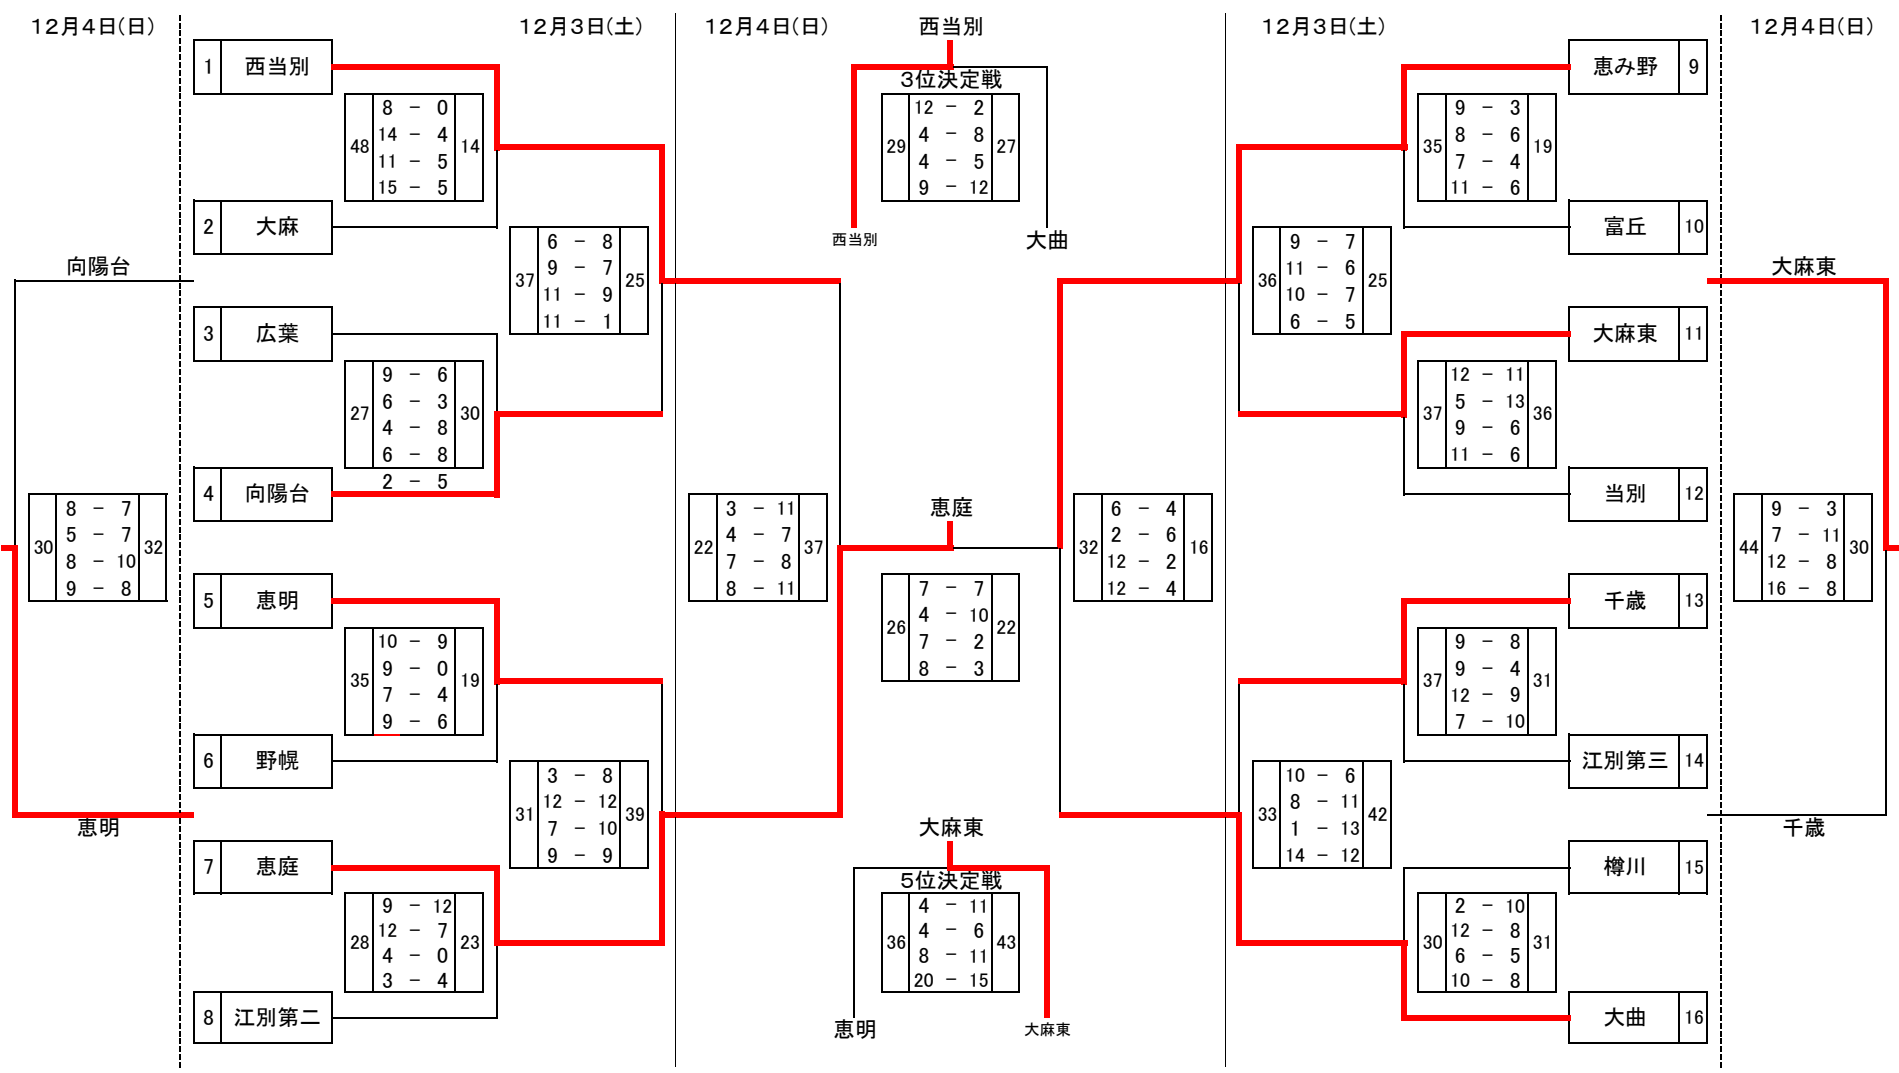 12月4日(日)
12月3日(土)
12月4日(日)
西当別
12月3日(土)
12月4日(日)
1 西当別
48 14
8 - 0
14 - 4
11 - 5
15 - 5
2 大麻
37 25
6 - 8
9 - 7
11 - 9
11 - 1
向陽台
3 広葉
27 30
9 - 6
6 - 3
4 - 8
6 - 8
2 - 5
4 向陽台
30 32
8 - 7
5 - 7
8 - 10
9 - 8
5 恵明
35 19
10 - 9
9 - 0
7 - 4
9 - 6
6 野幌
31 39
3 - 8
12 - 12
7 - 10
9 - 9
恵明
7 恵庭
28 23
9 - 12
12 - 7
4 - 0
3 - 4
8 江別第二
22 37
3 - 11
4 - 7
7 - 8
8 - 11
3位決定戦
29 27
12 - 2
4 - 8
4 - 5
9 - 12
西当別
大曲
恵庭
26 22
7 - 7
4 - 10
7 - 2
8 - 3
大麻東
5位決定戦
36 43
4 - 11
4 - 6
8 - 11
20 - 15
恵明
大麻東
32 16
6 - 4
2 - 6
12 - 2
12 - 4
恵み野 9
35 19
9 - 3
8 - 6
7 - 4
11 - 6
富丘 10
36 25
9 - 7
11 - 6
10 - 7
6 - 5
大麻東
大麻東 11
37 36
12 - 11
5 - 13
9 - 6
11 - 6
当別 12
44 30
9 - 3
7 - 11
12 - 8
16 - 8
千歳 13
37 31
9 - 8
9 - 4
12 - 9
7 - 10
江別第三 14
33 42
10 - 6
8 - 11
1 - 13
14 - 12
千歳
樽川 15
30 31
2 - 10
12 - 8
6 - 5
10 - 8
大曲 16